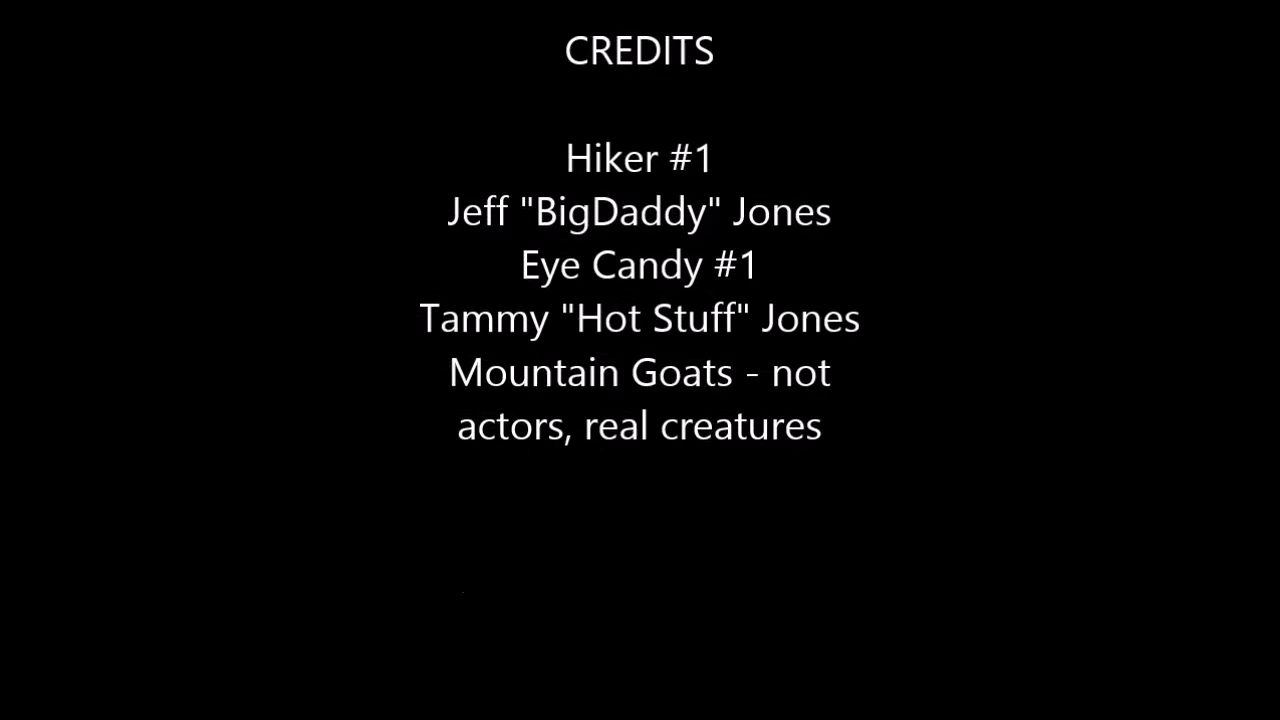 CREDITS
Hiker #1
Jeff "BigDaddy" Jones
Eye Candy #1
Tammy "Hot Stuff" Jones
Mountain Goats - not
actors, real creatures